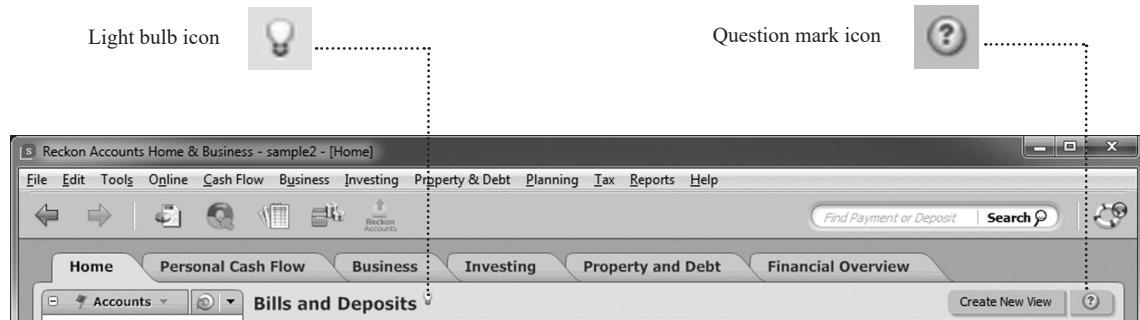 Light bulb icon
Question mark icon
Reckon Accounts Home & Business - sample2 - [Home]
File Edit Tools Online Cash Flow Business Investing Property & Debt Planning Tax Reports Help
Reckon Accounts
Find Payment or Deposit Search
Home Personal Cash Flow Business Investing Property and Debt Financial Overview
Accounts
Bills and Deposits
Create New View